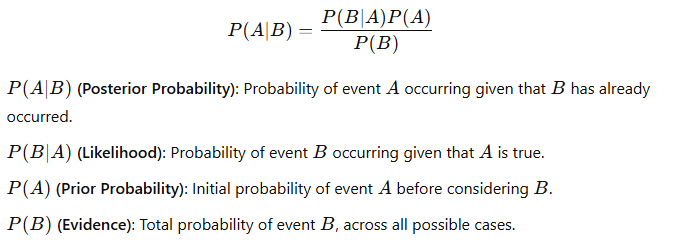 P(A|B) = P(B|A)P(A) / P(B)
P(A|B) (Posterior Probability): Probability of event A occurring given that B has already
occurred.
P(B|A) (Likelihood): Probability of event B occurring given that A is true.
P(A) (Prior Probability): Initial probability of event A before considering B.
P(B) (Evidence): Total probability of event B, across all possible cases.